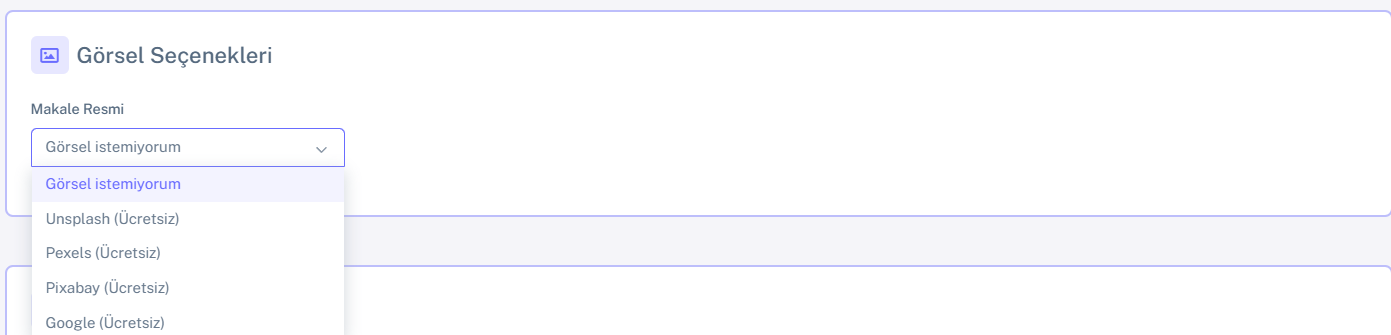 Görsel Seçenekleri
Makale Resmi
Görsel istemiyorum
Görsel istemiyorum
Unsplash (Ücretsiz)
Pexels (Ücretsiz)
Pixabay (Ücretsiz)
Google (Ücretsiz)